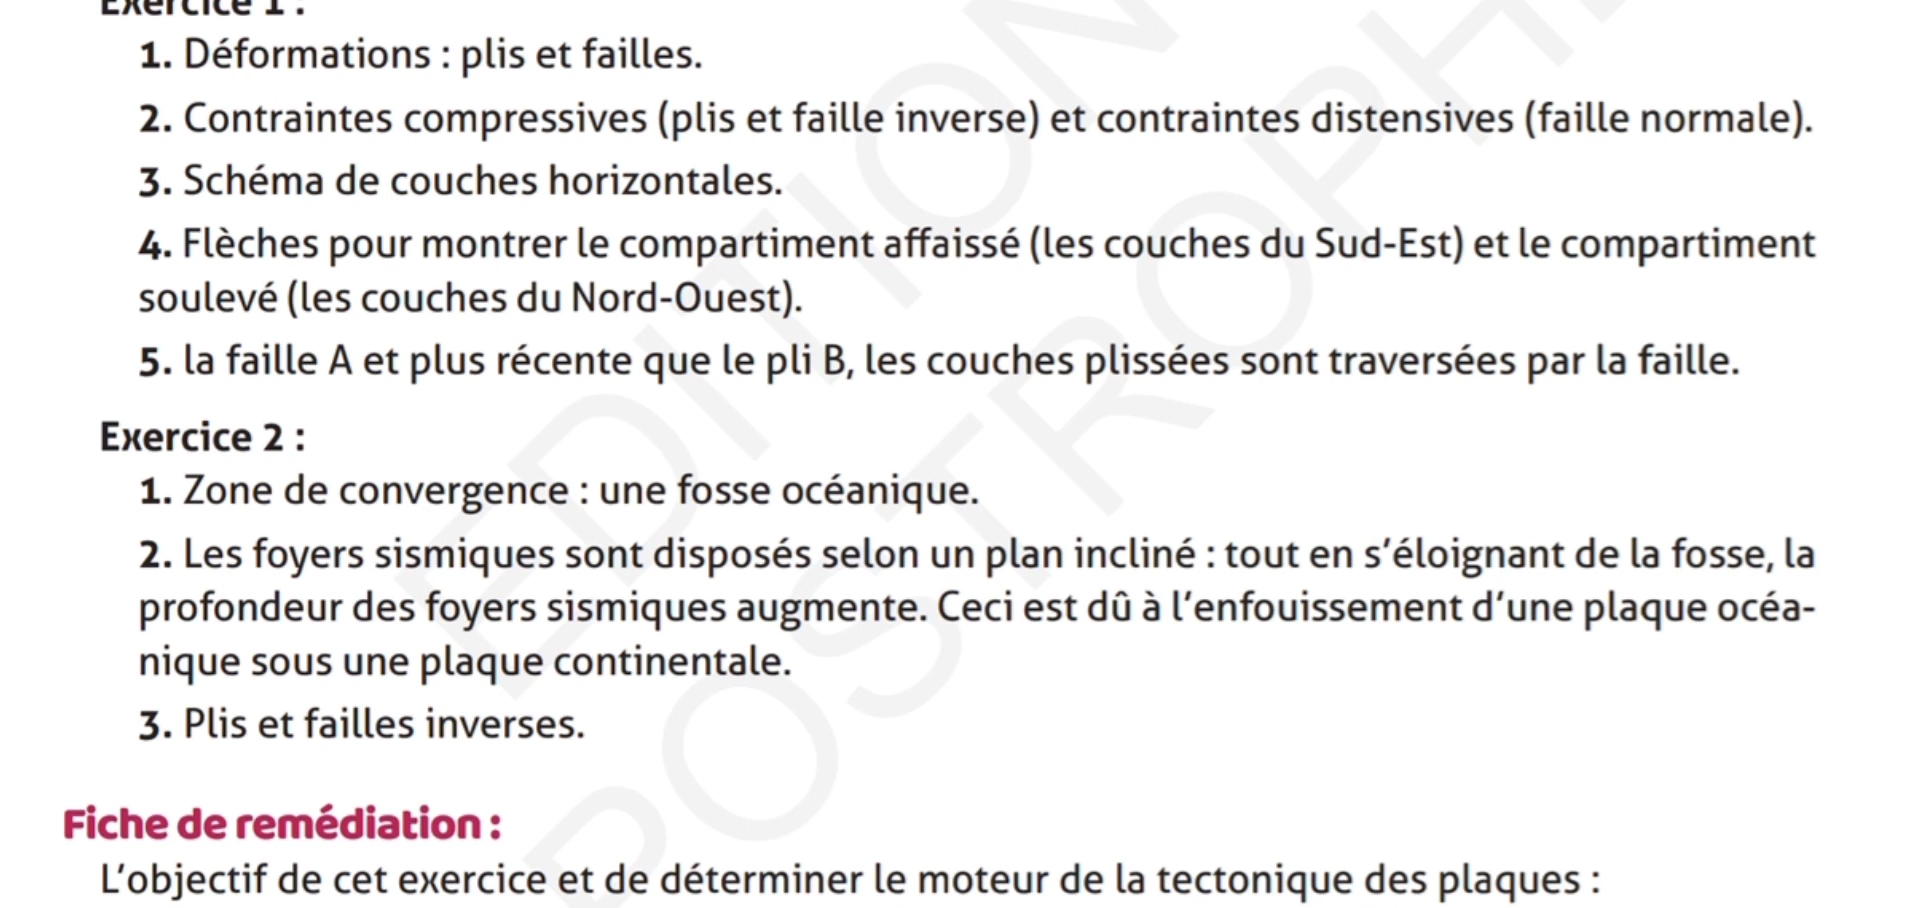 Exercice 1 :
1. Déformations : plis et failles.
2. Contraintes compressives (plis et faille inverse) et contraintes distensives (faille normale).
3. Schéma de couches horizontales.
4. Flèches pour montrer le compartiment affaissé (les couches du Sud-Est) et le compartiment
soulevé (les couches du Nord-Ouest).
5. la faille A et plus récente que le pli B, les couches plissées sont traversées par la faille.
Exercice 2 :
1. Zone de convergence : une fosse océanique.
2. Les foyers sismiques sont disposés selon un plan incliné : tout en s’éloignant de la fosse, la
profondeur des foyers sismiques augmente. Ceci est dû à l’enfouissement d’une plaque océa-
nique sous une plaque continentale.
3. Plis et failles inverses.
Fiche de remédiation :
L’objectif de cet exercice et de déterminer le moteur de la tectonique des plaques :